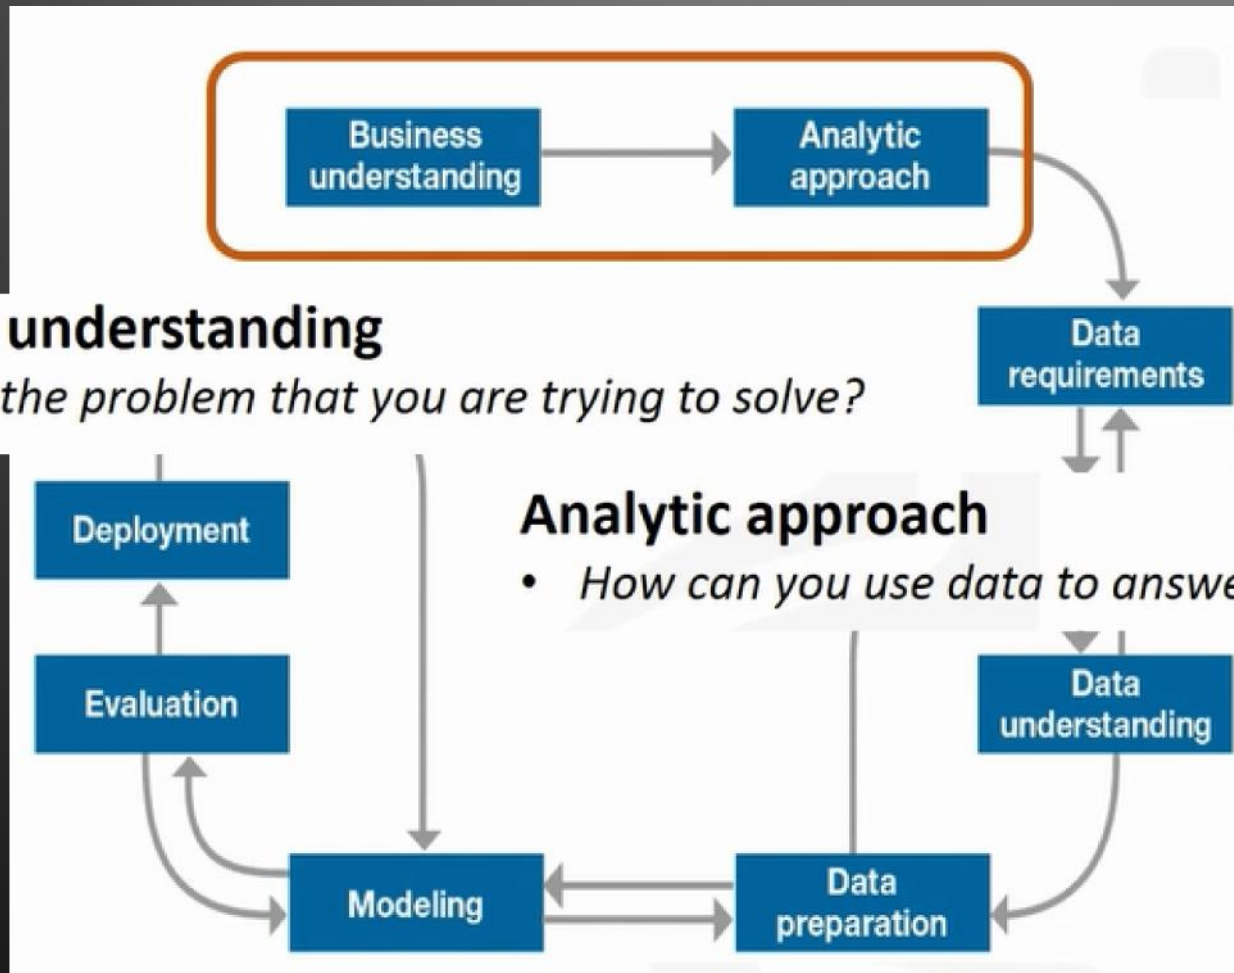 Business
understanding
Analytic
approach
understanding
the problem that you are trying to solve?
Data
requirements
Deployment
Analytic approach
• How can you use data to answe
Evaluation
Data
understanding
Modeling
Data
preparation